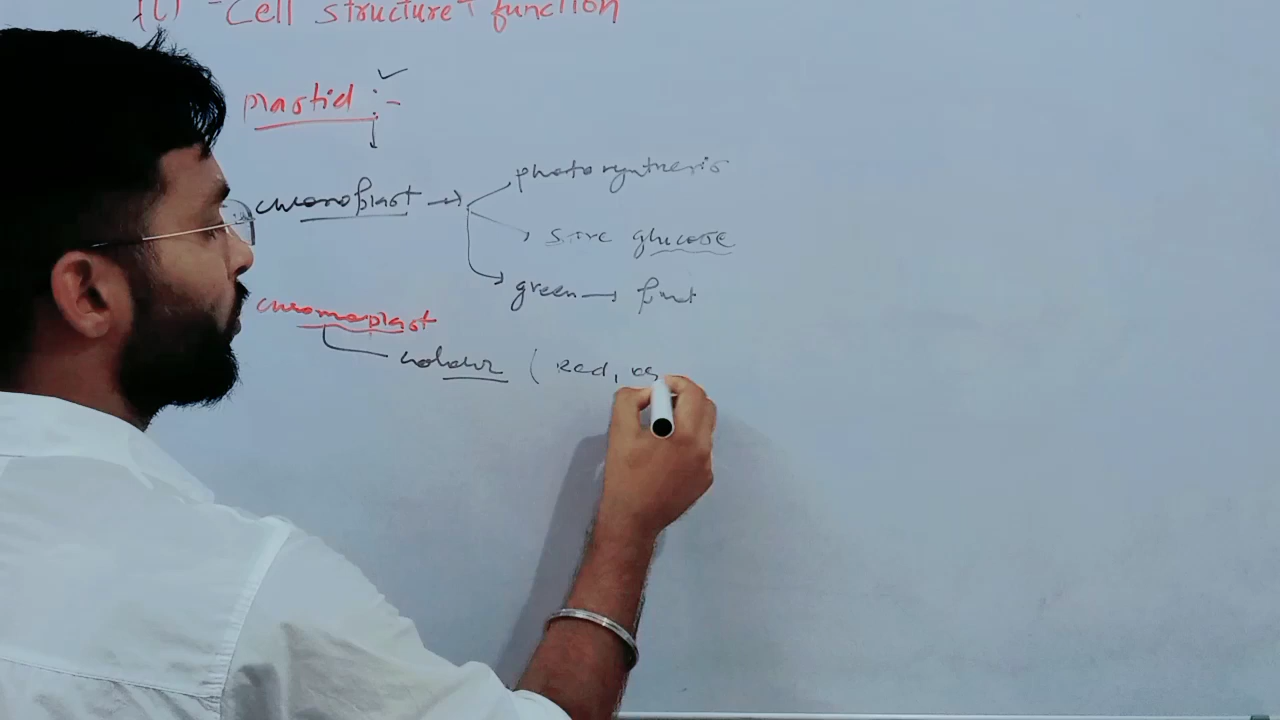 Cell structure + function
plastid :-
chloroplast → photosynthesis
store glucose
green → fruit
chromoplast
colour ( red,